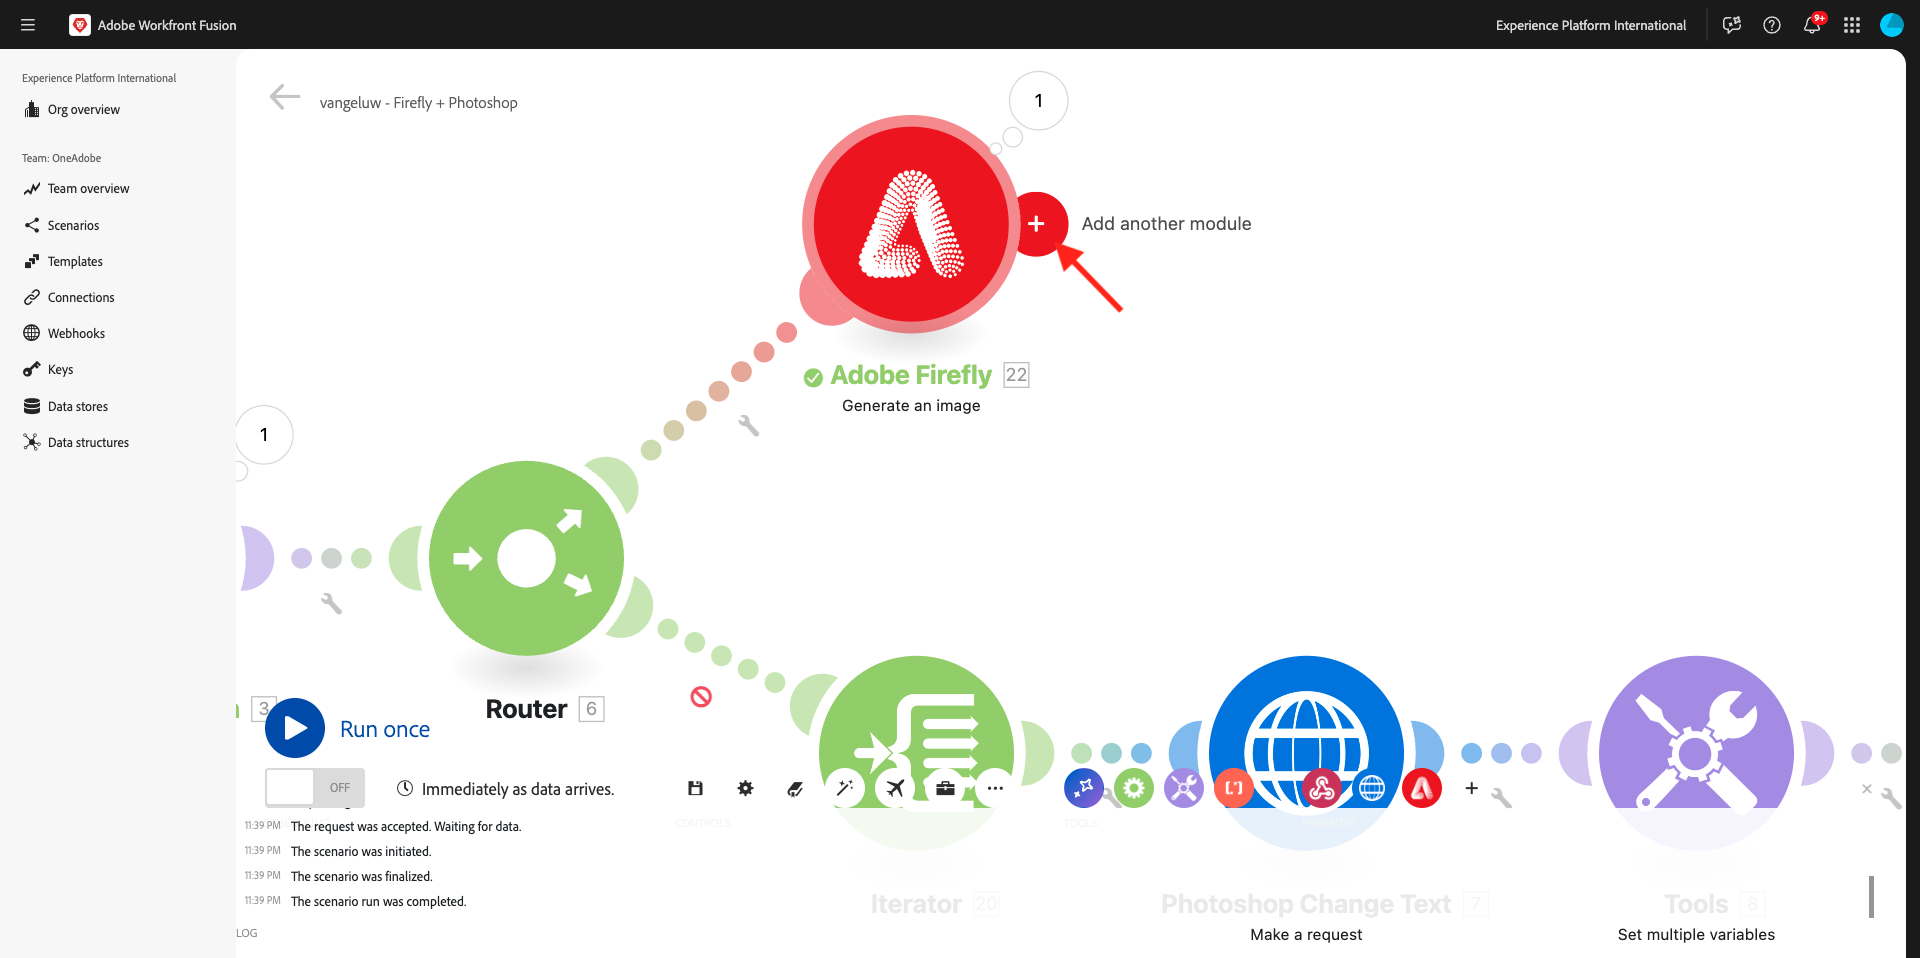 Adobe Workfront Fusion
Experience Platform International
9+
Experience Platform International
Org overview
Team: OneAdobe
Team overview
Scenarios
Templates
Connections
Webhooks
Keys
Data stores
Data structures
vangeluw - Firefly + Photoshop
1
Add another module
Adobe Firefly 22
Generate an image
1
3
Router 6
Run once
OFF
Immediately as data arrives.
CONTROLS
TOOLS
11:39 PM The request was accepted. Waiting for data.
11:39 PM The scenario was initiated.
11:39 PM The scenario was finalized.
11:39 PM The scenario run was completed.
LOG
Iterator 20
Photoshop Change Text 7
Make a request
Tools 8
Set multiple variables